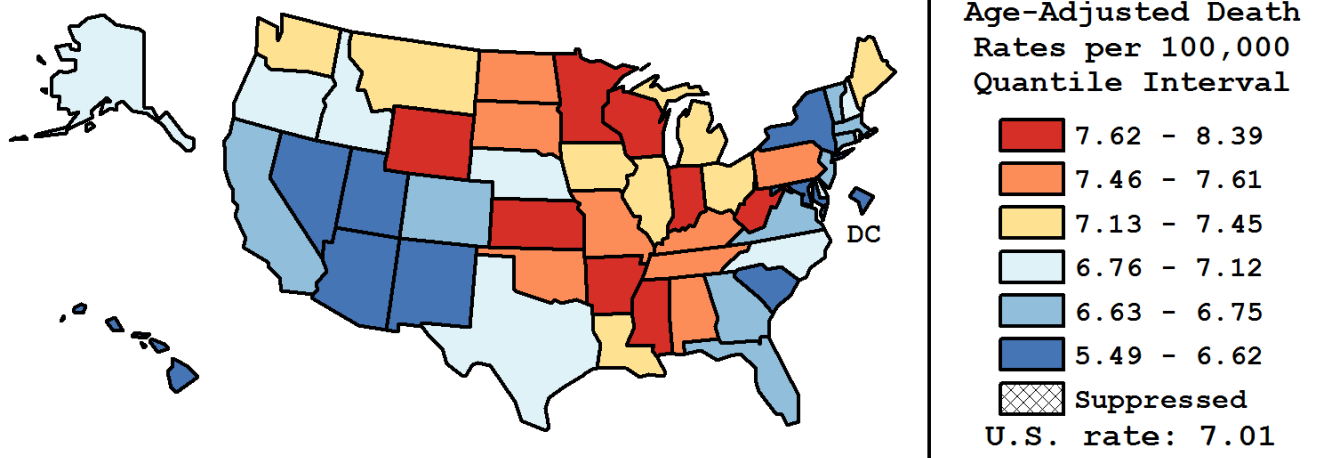 Age-Adjusted Death
Rates per 100,000
Quantile Interval
7.62 - 8.39
7.46 - 7.61
7.13 - 7.45
6.76 - 7.12
6.63 - 6.75
5.49 - 6.62
Suppressed
U.S. rate: 7.01
DC